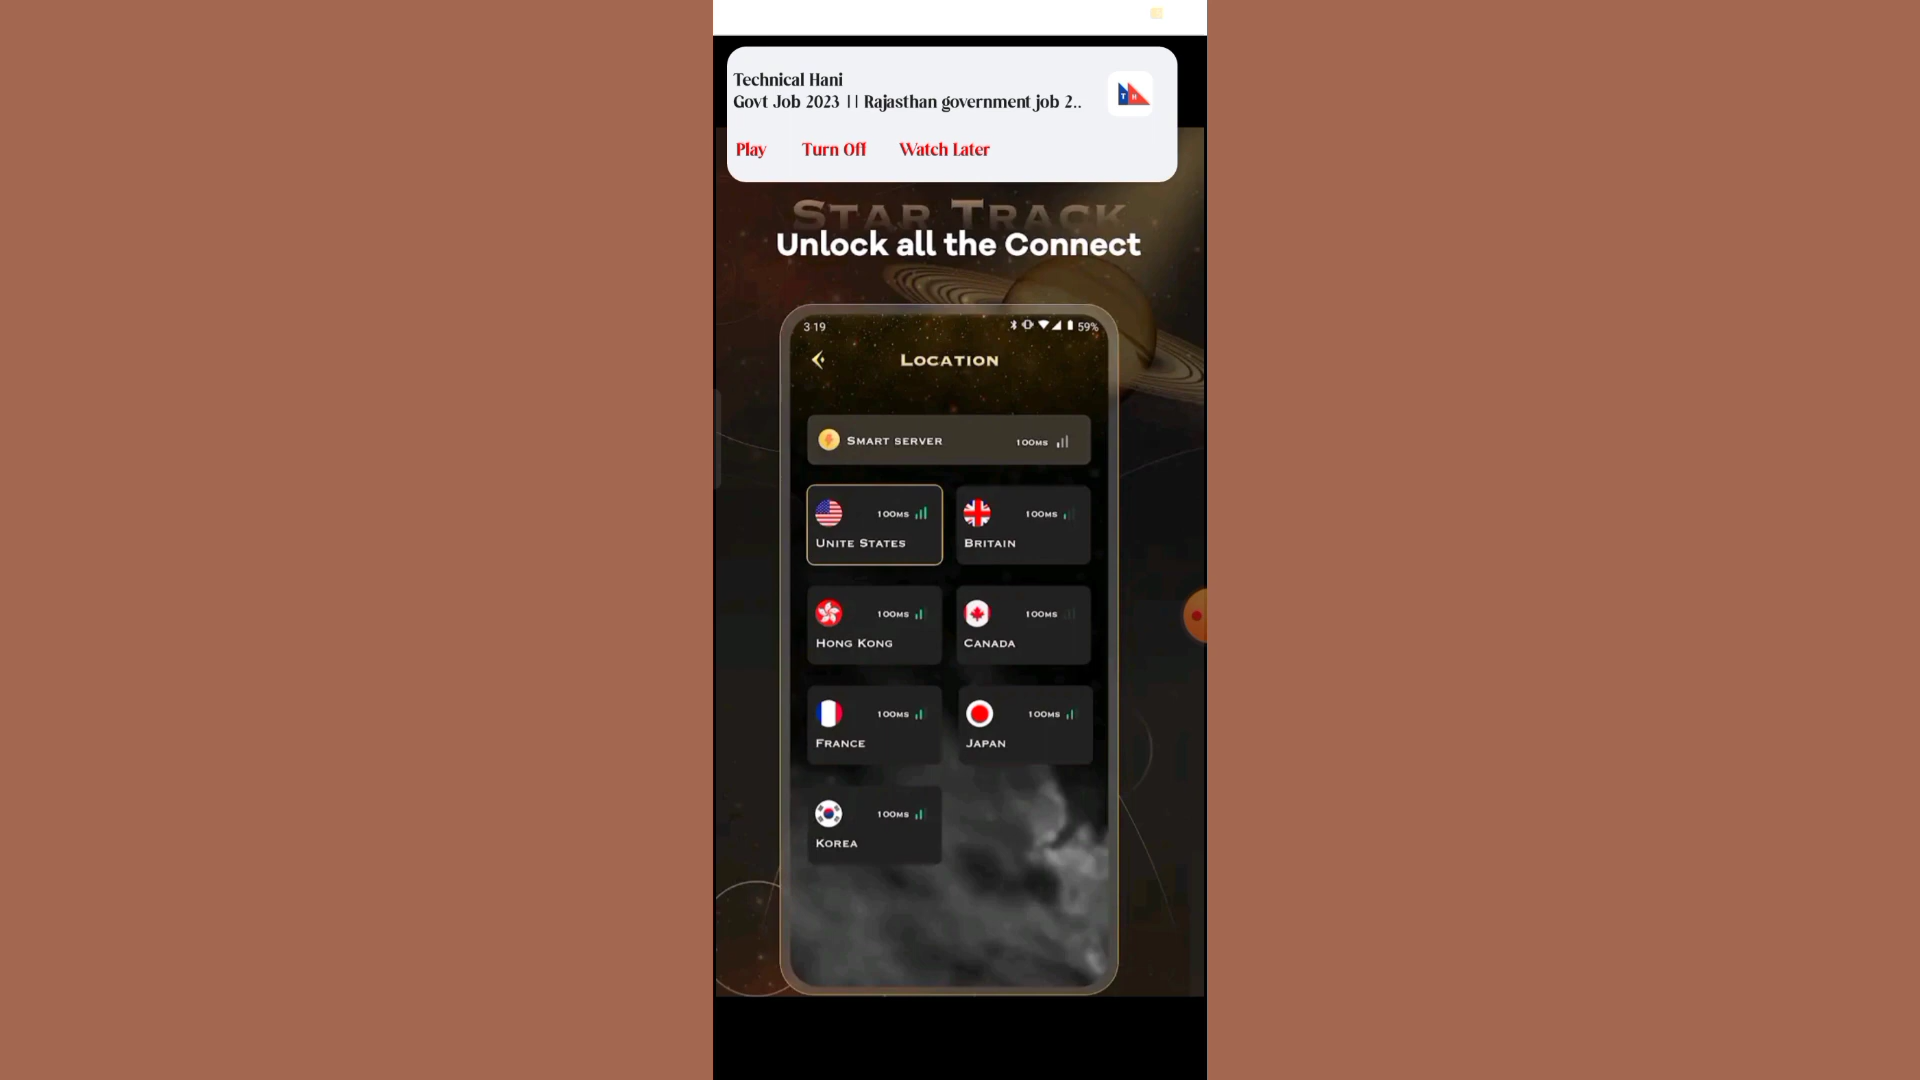 Technical Hani
Govt Job 2023 || Rajasthan government job 2..
T H
Play Turn Off Watch Later
STAR TRACK
Unlock all the Connect
3 19 59%
LOCATION
SMART SERVER 100MS
100MS 100MS
UNITE STATES BRITAIN
100MS 100MS
HONG KONG CANADA
100MS 100MS
FRANCE JAPAN
100MS
KOREA